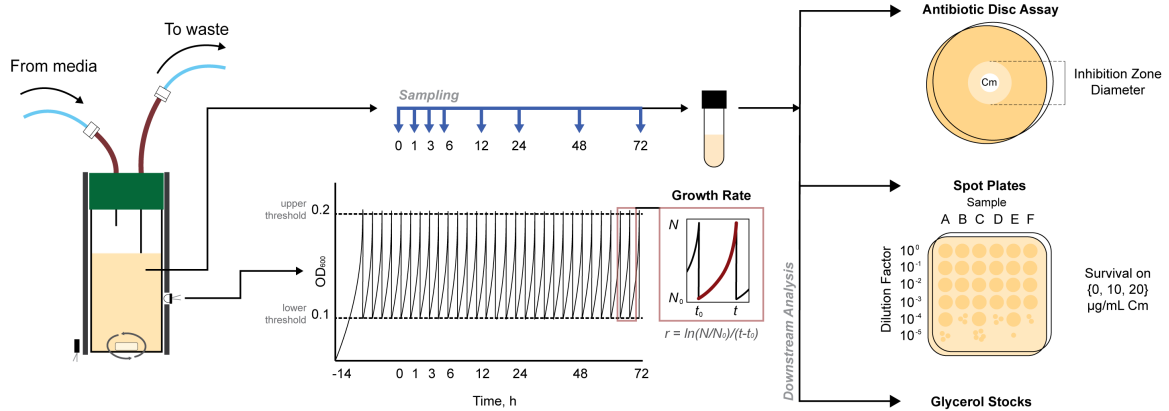 To waste
From media
Sampling
0 1 3 6 12 24 48 72
upper
threshold
0.2
OD₆₀₀
lower
threshold
0.1
-14 0 1 3 6 12 24 48 72
Time, h
Growth Rate
N
N₀
t₀ t
r = ln(N/N₀)/(t-t₀)
Downstream Analysis
Antibiotic Disc Assay
Cm
Inhibition Zone
Diameter
Spot Plates
Sample
A B C D E F
Dilution Factor
10⁰
10⁻¹
10⁻²
10⁻³
10⁻⁴
10⁻⁵
Survival on
{0, 10, 20}
µg/mL Cm
Glycerol Stocks